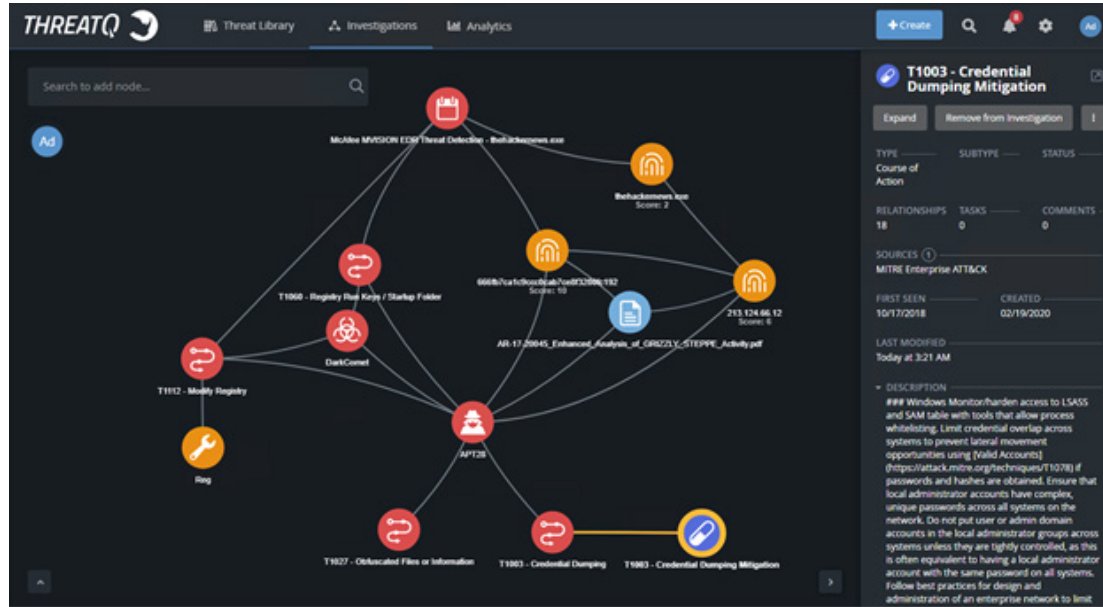 THREATQ
Threat Library
Investigations
Analytics
+ Create
8
Ad
Search to add node...
Ad
McAfee MVISION EDR Threat Detection - thehackernews.exe
thehackernews.exe
Score: 2
Score: 10
213.124.66.12
Score: 6
T1060 - Registry Run Keys / Startup Folder
AR-17-20045_Enhanced_Analysis_of_GRIZZLY_STEPPE_Activity.pdf
DarkComet
T1112 - Modify Registry
APT28
Reg
T1027 - Obfuscated Files or Information
T1003 - Credential Dumping
T1003 - Credential Dumping Mitigation
T1003 - Credential
Dumping Mitigation
Expand
Remove from Investigation
TYPE
SUBTYPE
STATUS
Course of
Action
RELATIONSHIPS
TASKS
COMMENTS
18
0
0
SOURCES 1
MITRE Enterprise ATT&CK
FIRST SEEN
CREATED
10/17/2018
02/19/2020
LAST MODIFIED
Today at 3:21 AM
DESCRIPTION
### Windows Monitor/harden access to LSASS
and SAM table with tools that allow process
whitelisting. Limit credential overlap across
systems to prevent lateral movement
opportunities using [Valid Accounts]
(https://attack.mitre.org/techniques/T1078) if
passwords and hashes are obtained. Ensure that
local administrator accounts have complex,
unique passwords across all systems on the
network. Do not put user or admin domain
accounts in the local administrator groups across
systems unless they are tightly controlled, as this
is often equivalent to having a local administrator
account with the same password on all systems.
Follow best practices for design and
administration of an enterprise network to limit